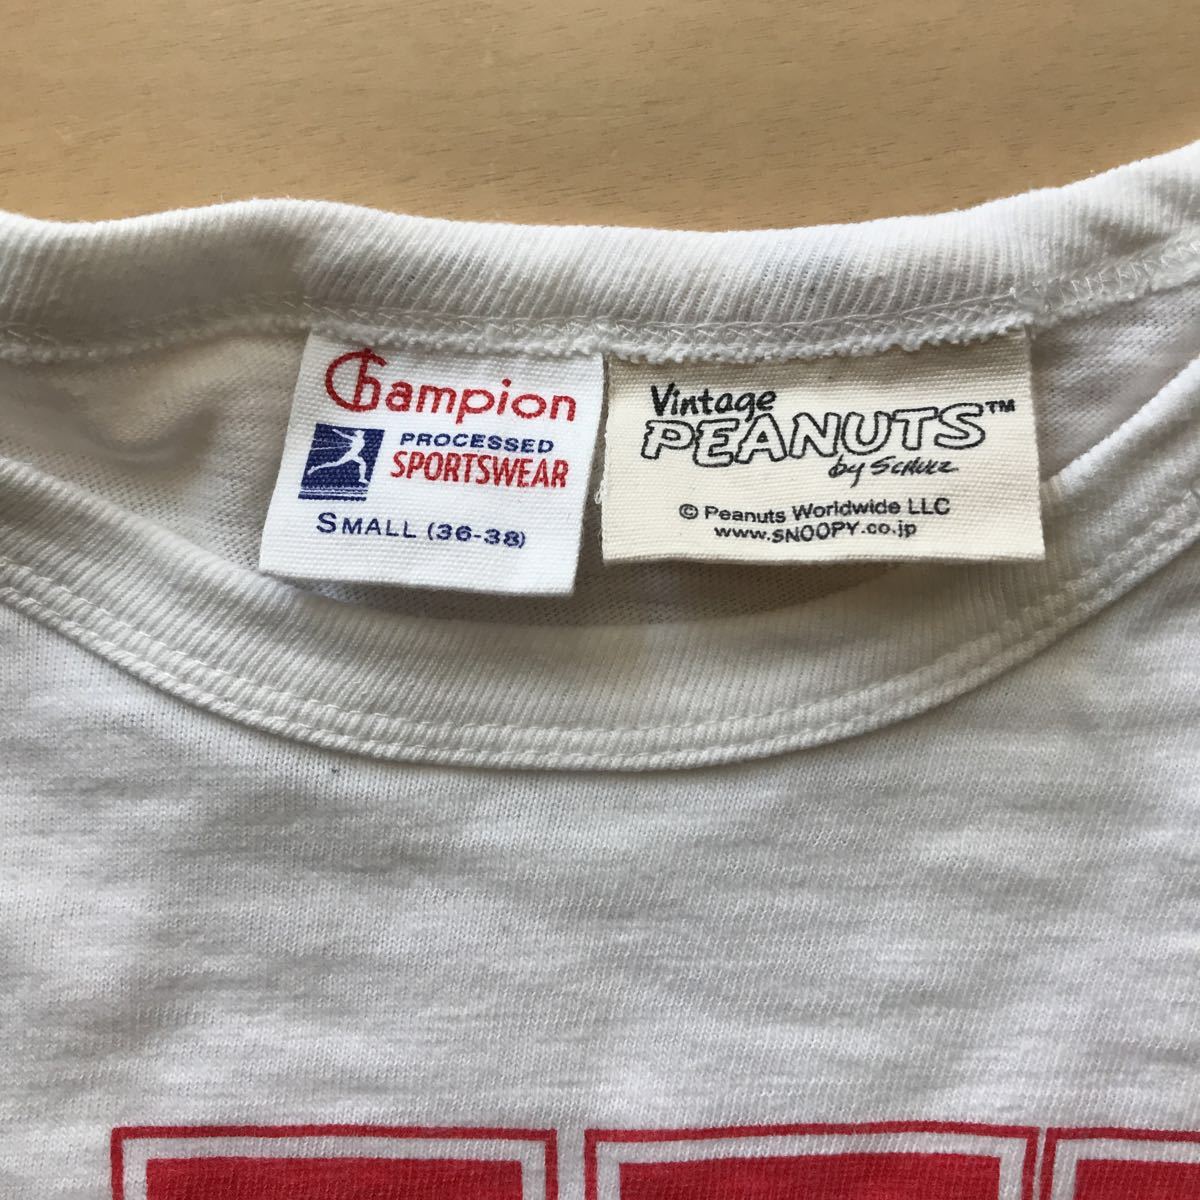 Champion
PROCESSED
SPORTSWEAR
SMALL (36-38)
Vintage
PEANUTS™
by SCHULZ
© Peanuts Worldwide LLC
www.SNOOPY.co.jp